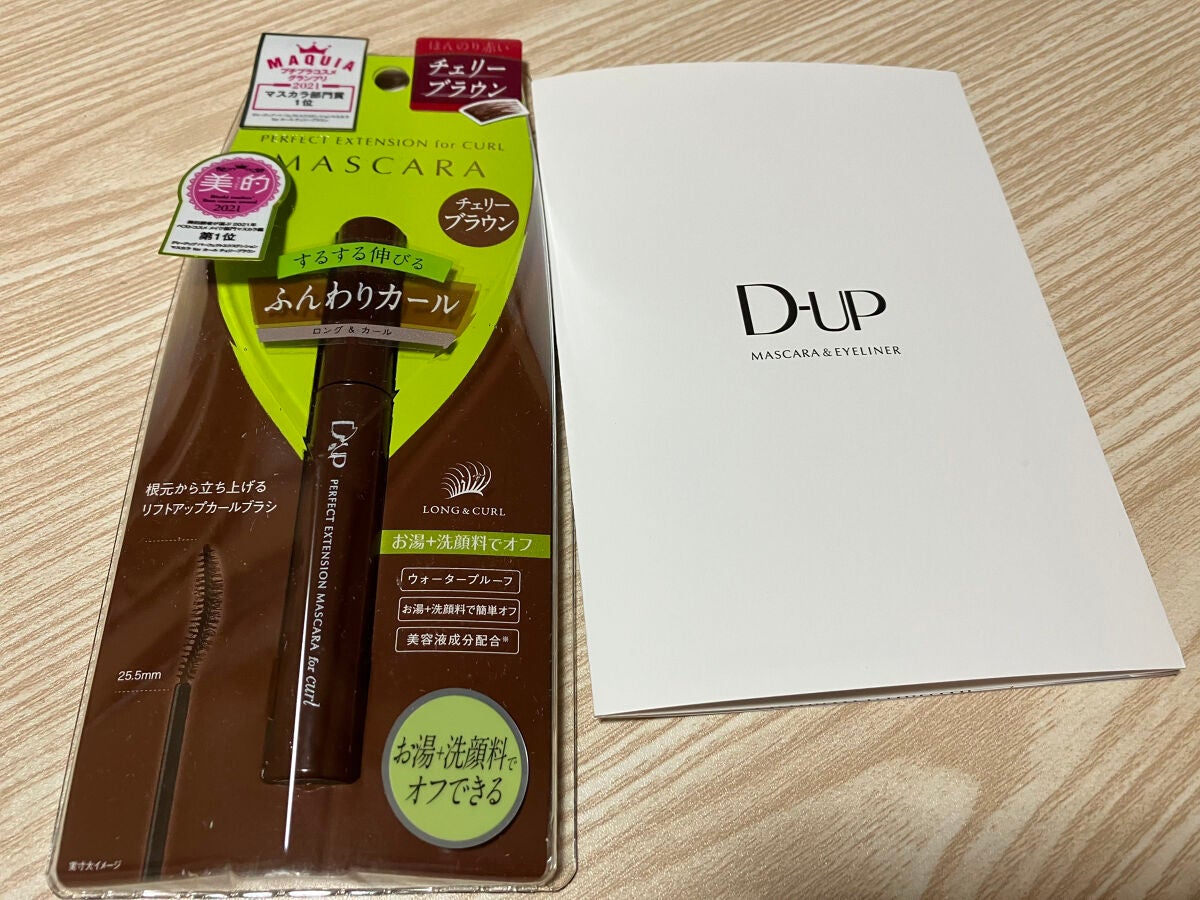 MAQUIA
プチプラコスメ
グランプリ
2021
マスカラ部門賞
1位
ほんのり赤い
チェリー
ブラウン
PERFECT EXTENSION for CURL
MASCARA
美的
2021
第1位
チェリー
ブラウン
するする伸びる
ふんわりカール
ロング & カール
D-UP PERFECT EXTENSION MASCARA for curl
根元から立ち上げる
リフトアップカールブラシ
25.5mm
実寸大イメージ
LONG & CURL
お湯+洗顔料でオフ
ウォータープルーフ
お湯+洗顔料で簡単オフ
美容液成分配合※
お湯+洗顔料で
オフできる
D-UP
MASCARA & EYELINER